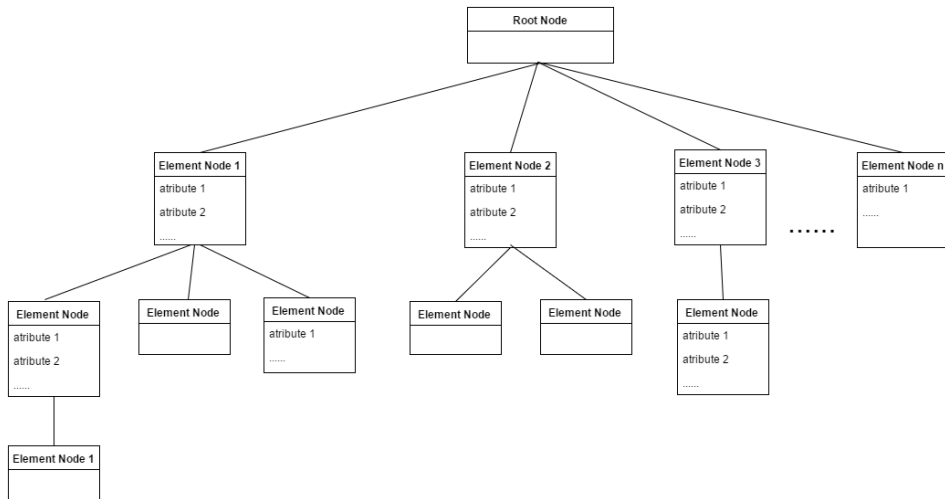 Root Node
Element Node 1
atribute 1
atribute 2
......
Element Node 2
atribute 1
atribute 2
......
Element Node 3
atribute 1
atribute 2
......
......
Element Node n
atribute 1
......
Element Node
atribute 1
atribute 2
......
Element Node
Element Node
atribute 1
......
Element Node
Element Node
Element Node
atribute 1
atribute 2
......
Element Node 1